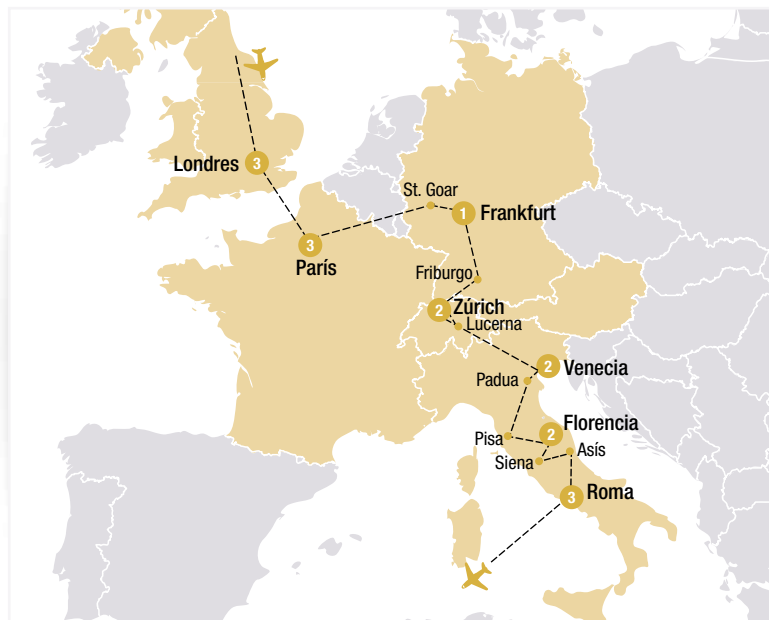 Londres
3
St. Goar
1
Frankfurt
3
París
Friburgo
2
Zúrich
Lucerna
2
Venecia
Padua
Florencia
2
Pisa
Asís
Siena
3
Roma